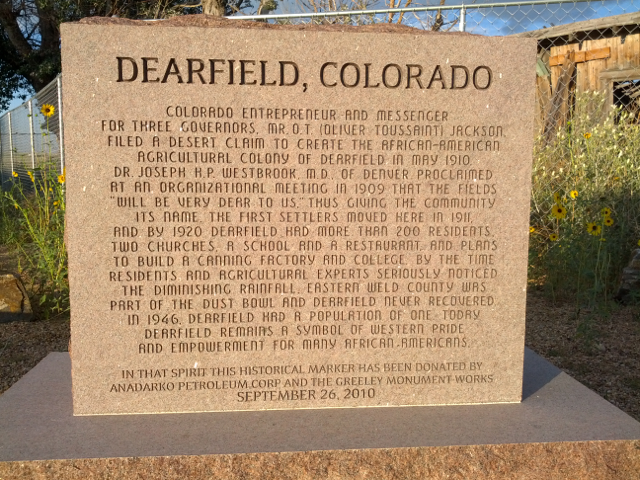 DEARFIELD, COLORADO
COLORADO ENTREPRENEUR AND MESSENGER
FOR THREE GOVERNORS, MR. O.T. (OLIVER TOUSSAINT) JACKSON,
FILED A DESERT CLAIM TO CREATE THE AFRICAN-AMERICAN
AGRICULTURAL COLONY OF DEARFIELD IN MAY 1910.
DR. JOSEPH H.P. WESTBROOK, M.D., OF DENVER PROCLAIMED
AT AN ORGANIZATIONAL MEETING IN 1909 THAT THE FIELDS
"WILL BE VERY DEAR TO US," THUS GIVING THE COMMUNITY
ITS NAME. THE FIRST SETTLERS MOVED HERE IN 1911,
AND BY 1920 DEARFIELD HAD MORE THAN 200 RESIDENTS,
TWO CHURCHES, A SCHOOL AND A RESTAURANT, AND PLANS
TO BUILD A CANNING FACTORY AND COLLEGE. BY THE TIME
RESIDENTS AND AGRICULTURAL EXPERTS SERIOUSLY NOTICED
THE DIMINISHING RAINFALL, EASTERN WELD COUNTY WAS
PART OF THE DUST BOWL AND DEARFIELD NEVER RECOVERED.
IN 1946, DEARFIELD HAD A POPULATION OF ONE. TODAY
DEARFIELD REMAINS A SYMBOL OF WESTERN PRIDE
AND EMPOWERMENT FOR MANY AFRICAN-AMERICANS.
IN THAT SPIRIT THIS HISTORICAL MARKER HAS BEEN DONATED BY
ANADARKO PETROLEUM.CORP AND THE GREELEY MONUMENT WORKS
SEPTEMBER 26, 2010